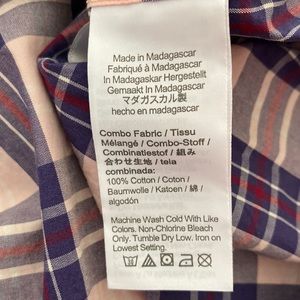 Made in Madagascar
Fabriqué à Madagascar
In Madagaskar Hergestellt
Gemaakt In Madagascar
マダガスカル製
hecho en madagascar
Combo Fabric / Tissu
Mélangé / Combo-Stoff /
Combinatiestof / 組み
合わせ生地 / tela
combinada:
100% Cotton / Coton /
Baumwolle / Katoen / 綿 /
algodón
Machine Wash Cold With Like
Colors. Non-Chlorine Bleach
Only. Tumble Dry Low. Iron on
Lowest Setting.